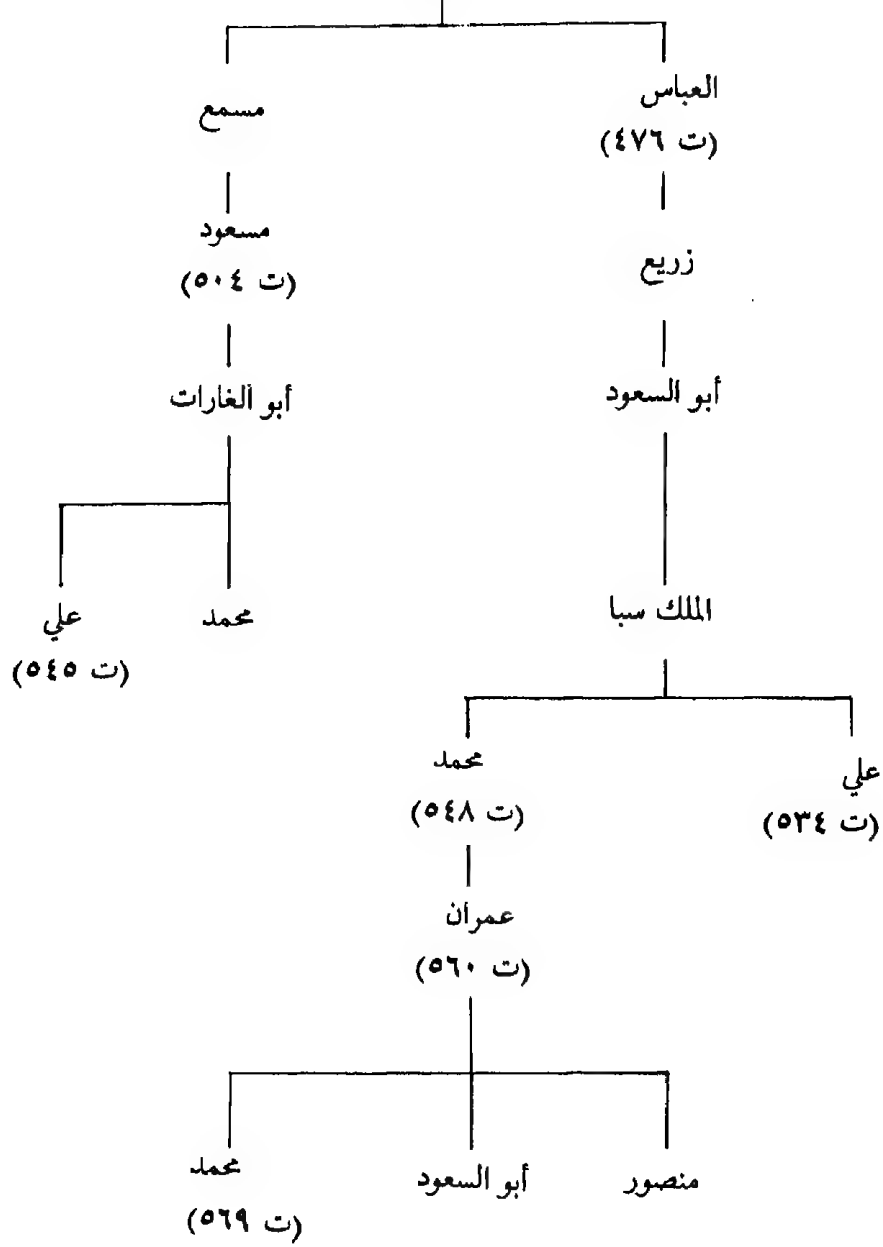 العباس
(ت ٤٧٦)
مسمع
زريع
مسعود
(ت ٥٠٤)
أبو السعود
أبو الغارات
الملك سبا
محمد
علي
(ت ٥٤٥)
علي
(ت ٥٣٤)
محمد
(ت ٥٤٨)
عمران
(ت ٥٦٠)
منصور
أبو السعود
محمد
(ت ٥٦٩)